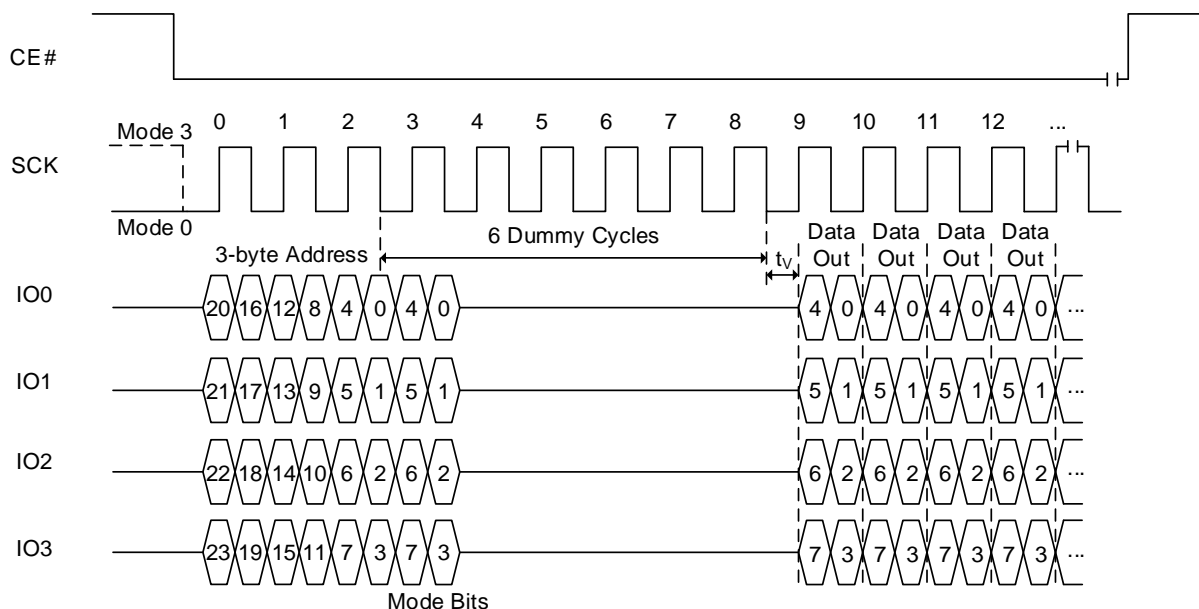 CE#
0 1 2 3 4 5 6 7 8 9 10 11 12 ...
Mode 3
SCK
Mode 0
3-byte Address
6 Dummy Cycles
tV
Data Out Data Out Data Out Data Out
IO0 20 16 12 8 4 0 4 0 4 0 4 0 4 0 4 0 ...
IO1 21 17 13 9 5 1 5 1 5 1 5 1 5 1 5 1 ...
IO2 22 18 14 10 6 2 6 2 6 2 6 2 6 2 6 2 ...
IO3 23 19 15 11 7 3 7 3 7 3 7 3 7 3 7 3 ...
Mode Bits